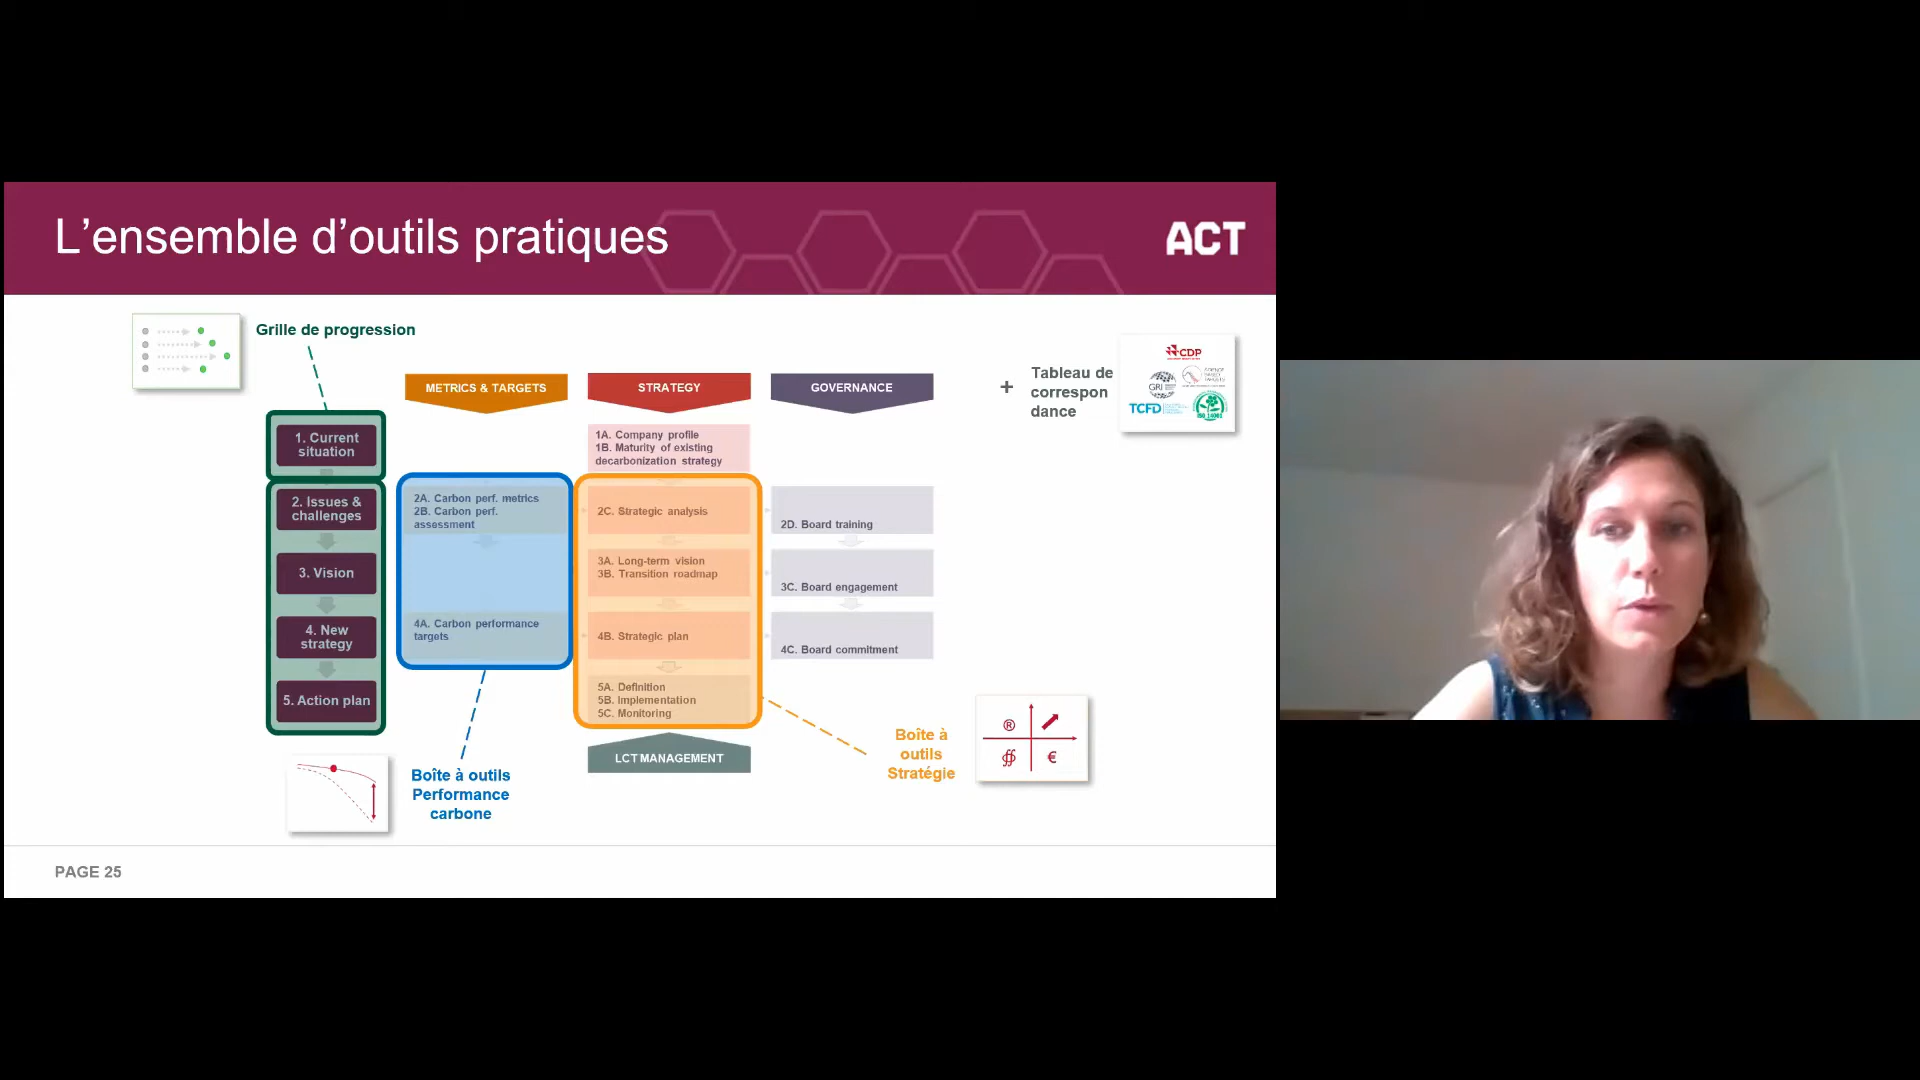 L'ensemble d'outils pratiques
ACT
Grille de progression
METRICS & TARGETS
STRATEGY
GOVERNANCE
+
Tableau de
correspon
dance
CDP
GRI
TCFD
ISO 14001
1. Current
situation
1A. Company profile
1B. Maturity of existing
decarbonization strategy
2. Issues &
challenges
2A. Carbon perf. metrics
2B. Carbon perf.
assessment
2C. Strategic analysis
2D. Board training
3. Vision
3A. Long-term vision
3B. Transition roadmap
3C. Board engagement
4. New
strategy
4A. Carbon performance
targets
4B. Strategic plan
4C. Board commitment
5. Action plan
5A. Definition
5B. Implementation
5C. Monitoring
LCT MANAGEMENT
Boîte à outils
Performance
carbone
Boîte à
outils
Stratégie
®
∯
€
PAGE 25